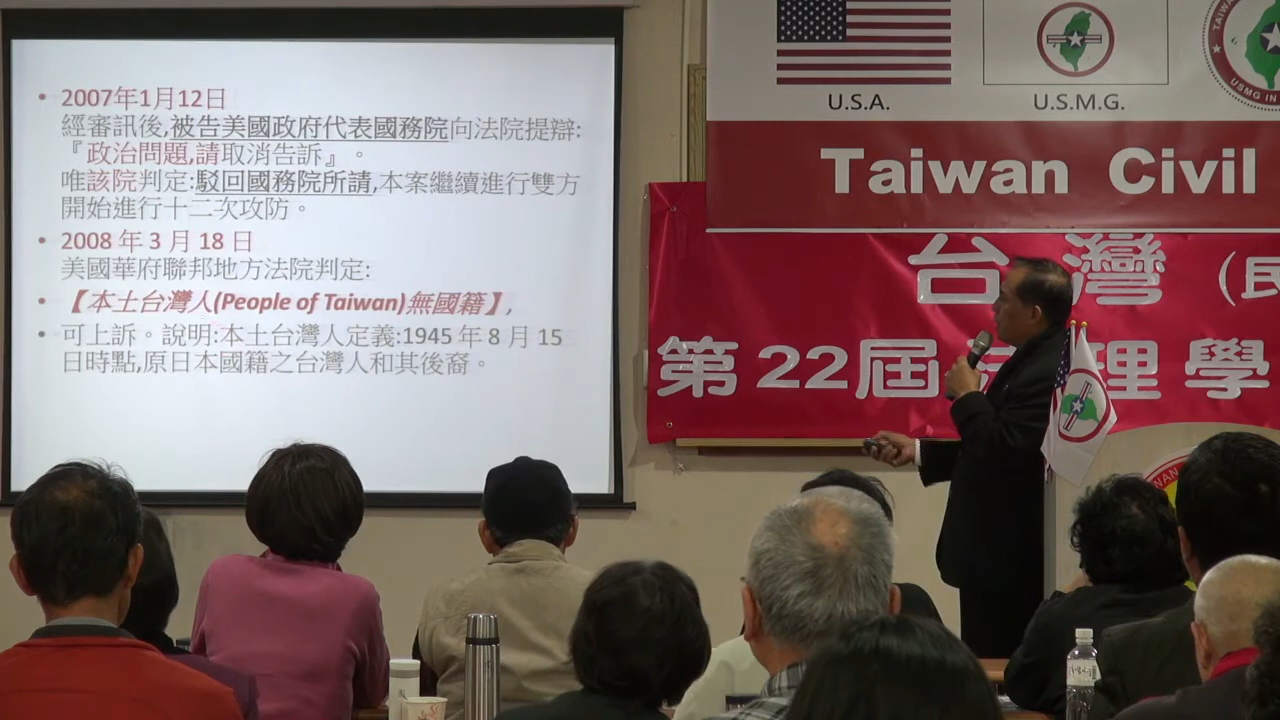 • 2007年1月12日
經審訊後,被告美國政府代表國務院向法院提辯:
『政治問題,請取消告訴』。
唯該院判定:駁回國務院所請,本案繼續進行雙方
開始進行十二次攻防。
• 2008 年 3 月 18 日
美國華府聯邦地方法院判定:
• 【本土台灣人(People of Taiwan)無國籍】,
• 可上訴。說明:本土台灣人定義:1945 年 8 月 15
日時點,原日本國籍之台灣人和其後裔。
U.S.A.
U.S.M.G.
TAIWAN
USMG IN
Taiwan Civil
台灣(民
第22屆法理學